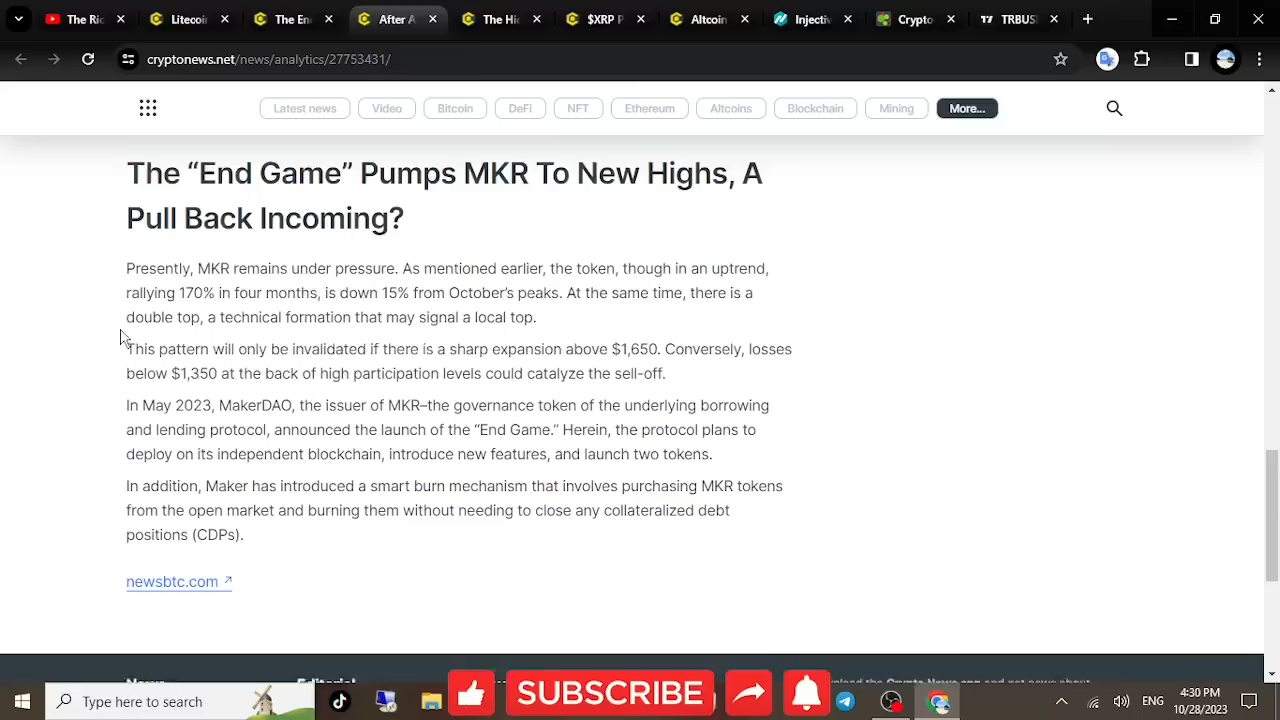 The Ric
Litecoin
The En
After A
The Hi
$XRP P
Altcoin
Injectiv
Crypto
TRBUS
cryptonews.net/news/analytics/27753431/
Latest news
Video
Bitcoin
DeFi
NFT
Ethereum
Altcoins
Blockchain
Mining
More...
The “End Game” Pumps MKR To New Highs, A
Pull Back Incoming?
Presently, MKR remains under pressure. As mentioned earlier, the token, though in an uptrend,
rallying 170% in four months, is down 15% from October’s peaks. At the same time, there is a
double top, a technical formation that may signal a local top.
This pattern will only be invalidated if there is a sharp expansion above $1,650. Conversely, losses
below $1,350 at the back of high participation levels could catalyze the sell-off.
In May 2023, MakerDAO, the issuer of MKR–the governance token of the underlying borrowing
and lending protocol, announced the launch of the “End Game.” Herein, the protocol plans to
deploy on its independent blockchain, introduce new features, and launch two tokens.
In addition, Maker has introduced a smart burn mechanism that involves purchasing MKR tokens
from the open market and burning them without needing to close any collateralized debt
positions (CDPs).
newsbtc.com
SUBSCRIBE
Type here to search
ENG
4:30 PM
10/28/2023